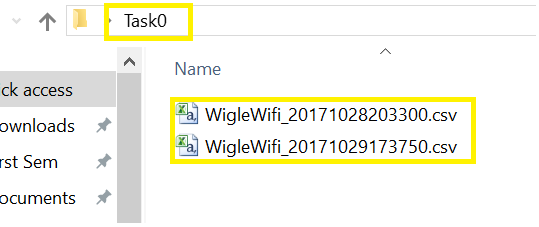 Task0
Name
ck access
ownloads
rst Sem
ocuments
WigleWifi_20171028203300.csv
WigleWifi_20171029173750.csv